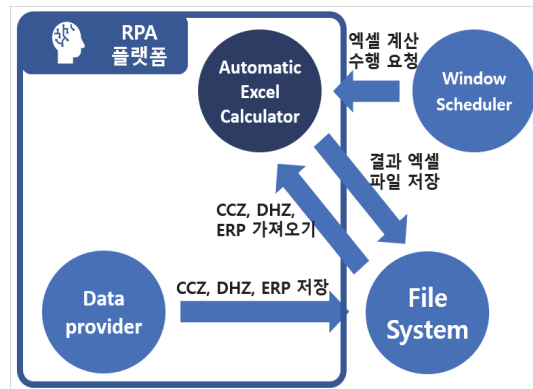 RPA
플랫폼
Automatic
Excel
Calculator
엑셀 계산
수행 요청
Window
Scheduler
결과 엑셀
파일 저장
CCZ, DHZ,
ERP 가져오기
CCZ, DHZ, ERP 저장
Data
provider
File
System